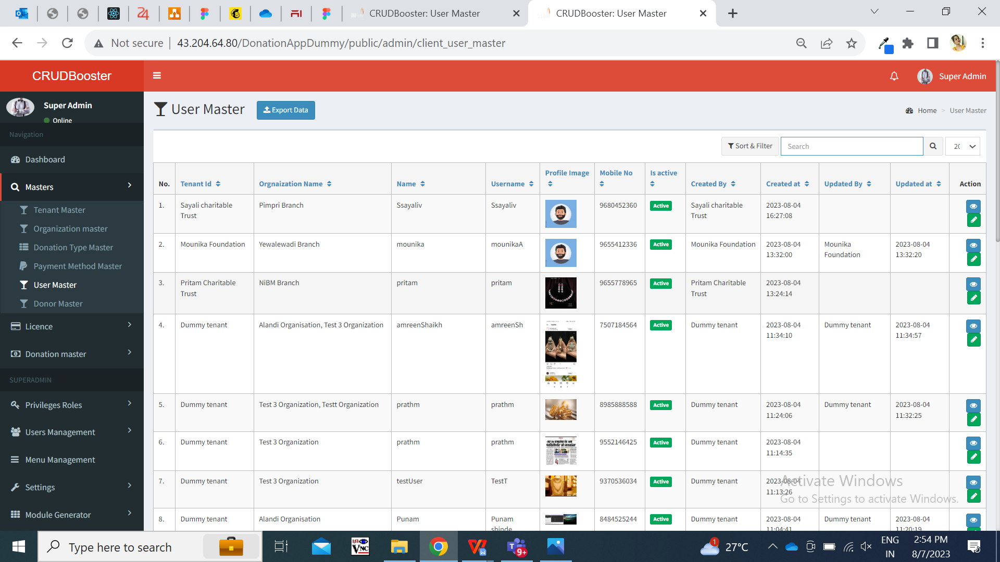 CRUDBooster: User Master
CRUDBooster: User Master
Not secure
43.204.64.80/DonationAppDummy/public/admin/client_user_master
CRUDBooster
Super Admin
Super Admin
Online
User Master
Export Data
Home > User Master
Navigation
Dashboard
Masters
Tenant Master
Organization master
Donation Type Master
Payment Method Master
User Master
Donor Master
Licence
Donation master
SUPERADMIN
Privileges Roles
Users Management
Menu Management
Settings
Module Generator
Sort & Filter
Search
No. Tenant Id Orgnaization Name Name Username Profile Image Mobile No Is active Created By Created at Updated By Updated at Action
1. Sayali charitable Trust Pimpri Branch Ssayaliv Ssayaliv 9680452360 Active Sayali charitable Trust 2023-08-04 16:27:08
2. Mounika Foundation Yewalewadi Branch mounika mounikaA 9655412336 Active Mounika Foundation 2023-08-04 13:32:00 Mounika Foundation 2023-08-04 13:32:20
3. Pritam Charitable Trust NiBM Branch pritam pritam 9655778965 Active Pritam Charitable Trust 2023-08-04 13:24:14
4. Dummy tenant Alandi Organisation, Test 3 Organization amreenShaikh amreenSh 7507184564 Active Dummy tenant 2023-08-04 11:34:10 Dummy tenant 2023-08-04 11:34:57
5. Dummy tenant Test 3 Organization, Testt Organization prathm prathm 8985888588 Active Dummy tenant 2023-08-04 11:24:06 Dummy tenant 2023-08-04 11:32:25
6. Dummy tenant Test 3 Organization prathm prathm 9552146425 Active Dummy tenant 2023-08-04 11:14:35
7. Dummy tenant Test 3 Organization testUser TestT 9370536034 Active Dummy tenant 2023-08-04 11:13:26
8. Dummy tenant Alandi Organisation Punam Punam shinde 8484525244 Active Dummy tenant 2023-08-04 11:04:41 Dummy tenant 2023-08-04 11:20:19
Activate Windows
Go to Settings to activate Windows.
Type here to search
VNC
9+
1
27°C
ENG
IN
2:54 PM
8/7/2023